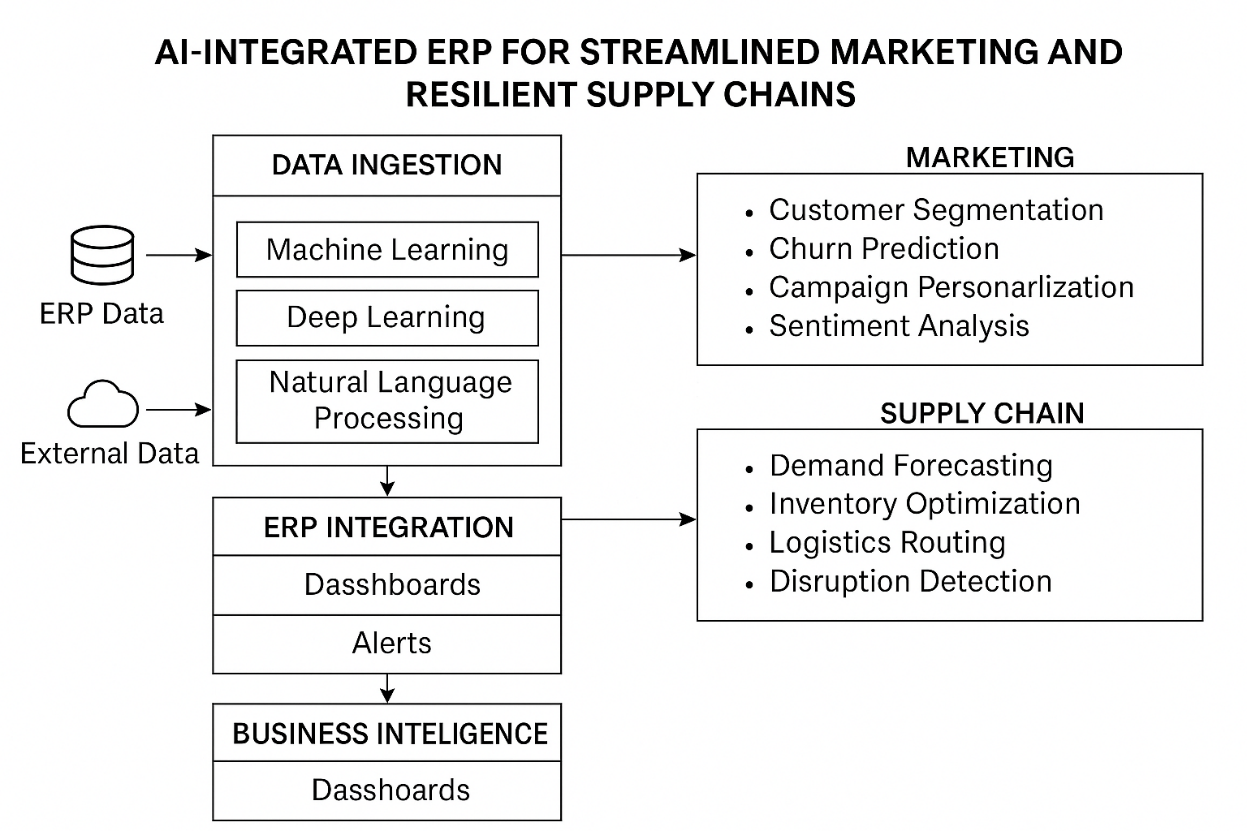 AI-INTEGRATED ERP FOR STREAMLINED MARKETING AND
RESILIENT SUPPLY CHAINS
DATA INGESTION
Machine Learning
Deep Learning
Natural Language
Processing
ERP Data
External Data
ERP INTEGRATION
Dasshboards
Alerts
BUSINESS INTELIGENCE
Dasshoards
MARKETING
• Customer Segmentation
• Churn Prediction
• Campaign Personarlization
• Sentiment Analysis
SUPPLY CHAIN
• Demand Forecasting
• Inventory Optimization
• Logistics Routing
• Disruption Detection